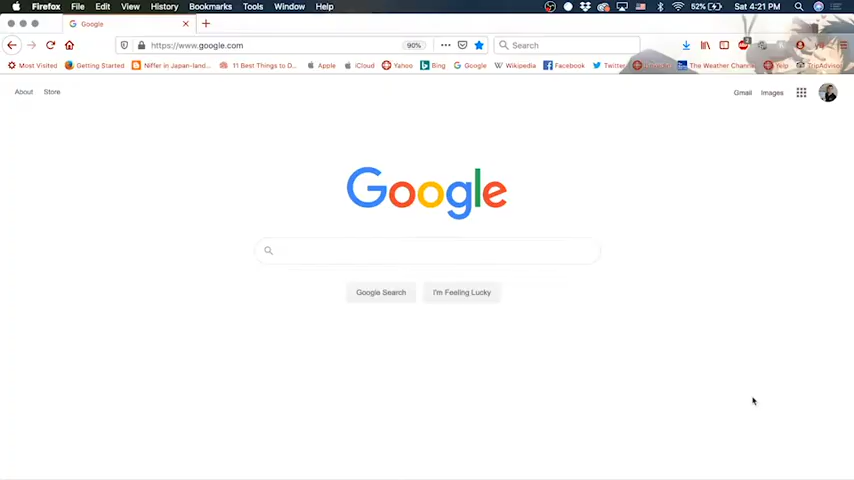 Firefox File Edit View History Bookmarks Tools Window Help 52% Sat 4:21 PM
Google
https://www.google.com 90% Search
Most Visited Getting Started Niffer in Japan-land... 11 Best Things to D... Apple iCloud Yahoo Bing Google Wikipedia Facebook Twitter The Weather Chann Yelp TripAdvisor
About Store Gmail Images
Google
Google Search I'm Feeling Lucky